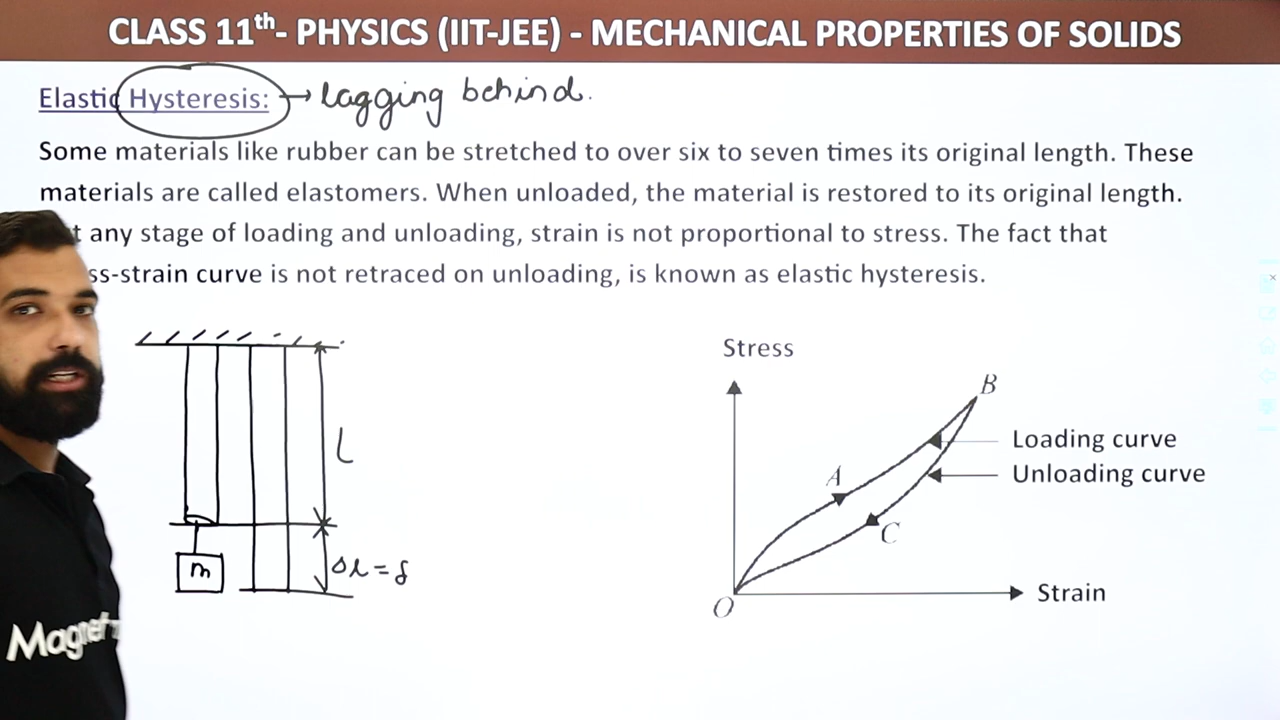 CLASS 11th- PHYSICS (IIT-JEE) - MECHANICAL PROPERTIES OF SOLIDS
Elastic Hysteresis: → lagging behind.
Some materials like rubber can be stretched to over six to seven times its original length. These
materials are called elastomers. When unloaded, the material is restored to its original length.
any stage of loading and unloading, strain is not proportional to stress. The fact that
ss-strain curve is not retraced on unloading, is known as elastic hysteresis.
Stress
B
Loading curve
L
A
Unloading curve
C
m
Δl = δ
O
Strain
Magnet